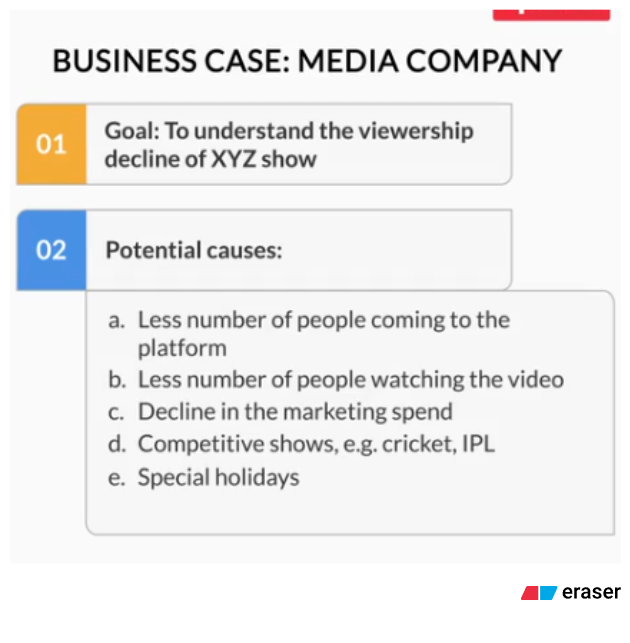 BUSINESS CASE: MEDIA COMPANY
01
Goal: To understand the viewership
decline of XYZ show
02
Potential causes:
a. Less number of people coming to the
platform
b. Less number of people watching the video
c. Decline in the marketing spend
d. Competitive shows, e.g. cricket, IPL
e. Special holidays
eraser